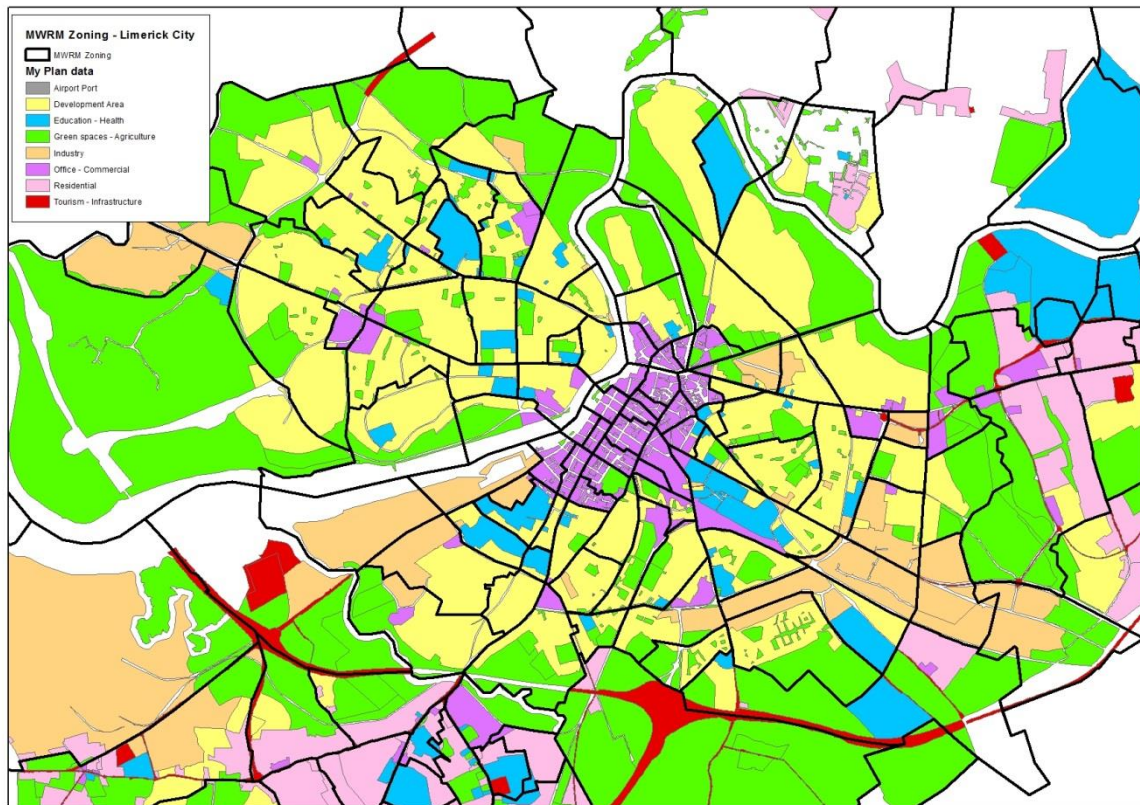 MWRM Zoning - Limerick City
MWRM Zoning
My Plan data
Airport Port
Development Area
Education - Health
Green spaces - Agriculture
Industry
Office - Commercial
Residential
Tourism - Infrastructure